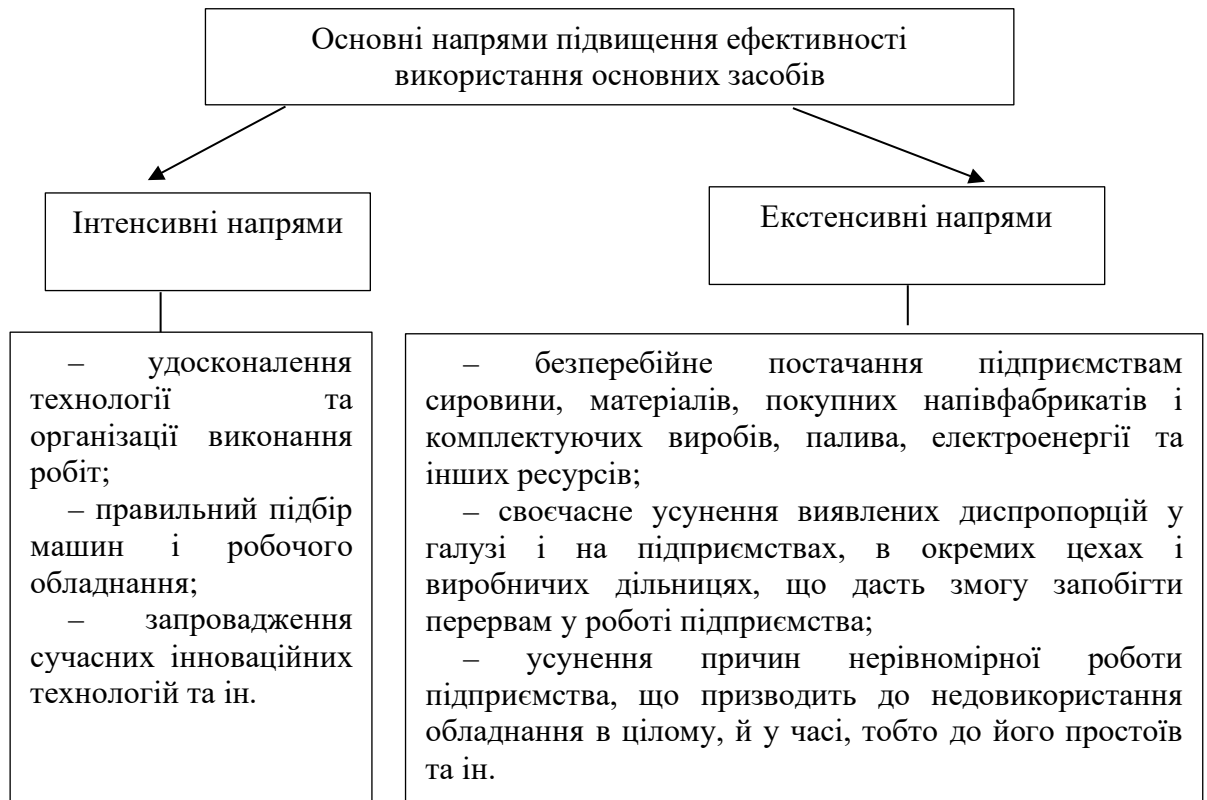 Основні напрями підвищення ефективності
використання основних засобів
Інтенсивні напрями
Екстенсивні напрями
– удосконалення
технології та
організації виконання
робіт;
– правильний підбір
машин і робочого
обладнання;
– запровадження
сучасних інноваційних
технологій та ін.
– безперебійне постачання підприємствам
сировини, матеріалів, покупних напівфабрикатів і
комплектуючих виробів, палива, електроенергії та
інших ресурсів;
– своєчасне усунення виявлених диспропорцій у
галузі і на підприємствах, в окремих цехах і
виробничих дільницях, що дасть змогу запобігти
перервам у роботі підприємства;
– усунення причин нерівномірної роботи
підприємства, що призводить до недовикористання
обладнання в цілому, й у часі, тобто до його простоїв
та ін.